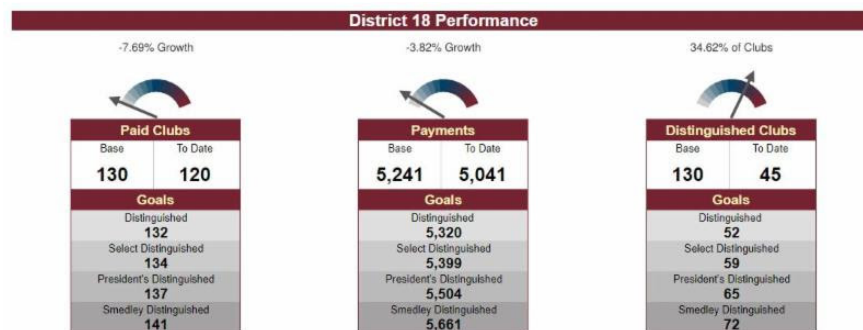 District 18 Performance
-7.69% Growth
-3.82% Growth
34.62% of Clubs
Paid Clubs
Base To Date
130 120
Goals
Distinguished
132
Select Distinguished
134
President's Distinguished
137
Smedley Distinguished
141
Payments
Base To Date
5,241 5,041
Goals
Distinguished
5,320
Select Distinguished
5,399
President's Distinguished
5,504
Smedley Distinguished
5,661
Distinguished Clubs
Base To Date
130 45
Goals
Distinguished
52
Select Distinguished
59
President's Distinguished
65
Smedley Distinguished
72